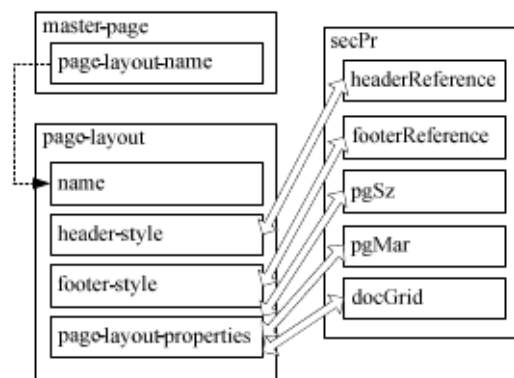 master-page
page-layout-name
page-layout
name
header-style
footer-style
page-layout-properties
secPr
headerReference
footerReference
pgSz
pgMar
docGrid